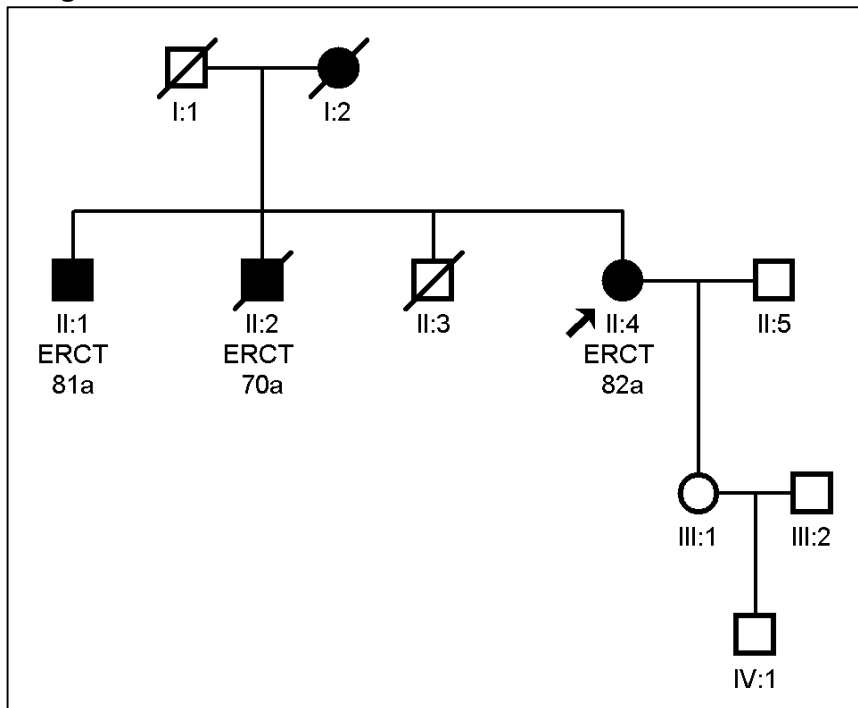 I:1 I:2
II:1 II:2 II:3 II:4 II:5
ERCT ERCT ERCT
81a 70a 82a
III:1 III:2
IV:1